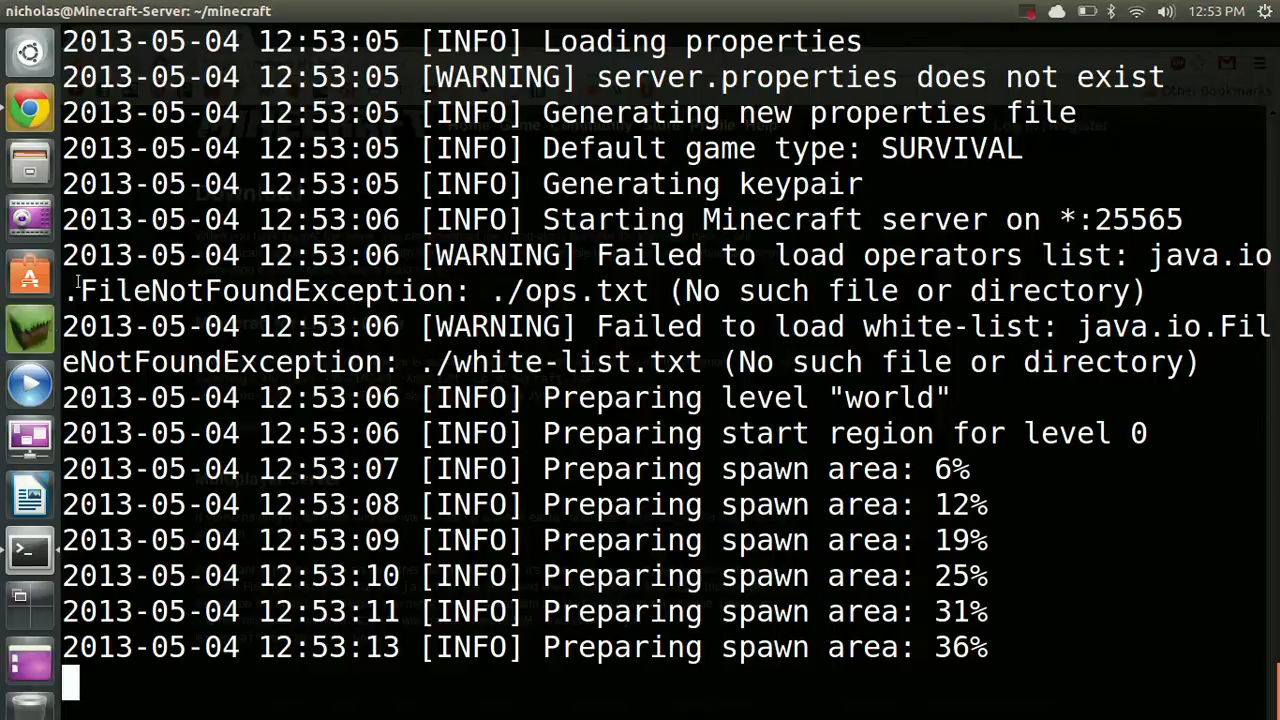 nicholas@Minecraft-Server: ~/minecraft
12:53 PM
2013-05-04 12:53:05 [INFO] Loading properties
2013-05-04 12:53:05 [WARNING] server.properties does not exist
2013-05-04 12:53:05 [INFO] Generating new properties file
2013-05-04 12:53:05 [INFO] Default game type: SURVIVAL
2013-05-04 12:53:05 [INFO] Generating keypair
2013-05-04 12:53:06 [INFO] Starting Minecraft server on *:25565
2013-05-04 12:53:06 [WARNING] Failed to load operators list: java.io
.FileNotFoundException: ./ops.txt (No such file or directory)
2013-05-04 12:53:06 [WARNING] Failed to load white-list: java.io.Fil
eNotFoundException: ./white-list.txt (No such file or directory)
2013-05-04 12:53:06 [INFO] Preparing level "world"
2013-05-04 12:53:06 [INFO] Preparing start region for level 0
2013-05-04 12:53:07 [INFO] Preparing spawn area: 6%
2013-05-04 12:53:08 [INFO] Preparing spawn area: 12%
2013-05-04 12:53:09 [INFO] Preparing spawn area: 19%
2013-05-04 12:53:10 [INFO] Preparing spawn area: 25%
2013-05-04 12:53:11 [INFO] Preparing spawn area: 31%
2013-05-04 12:53:13 [INFO] Preparing spawn area: 36%